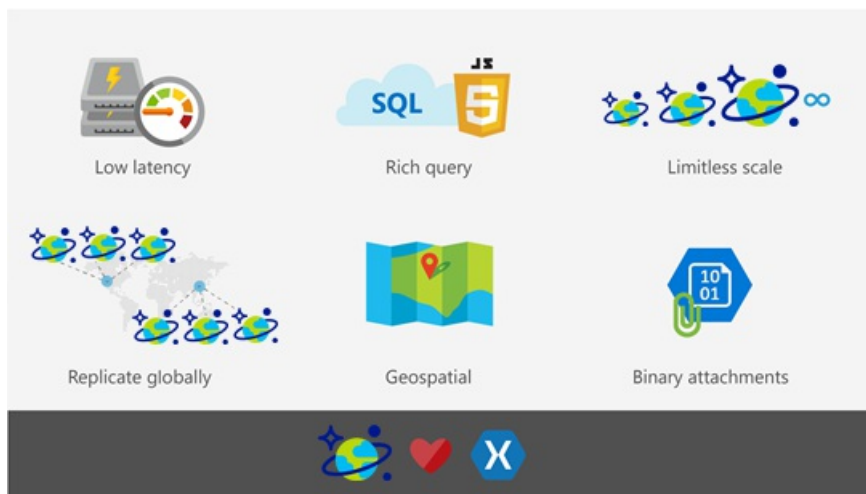 JS
SQL
5
∞
Low latency
Rich query
Limitless scale
Replicate globally
Geospatial
10
01
Binary attachments
X